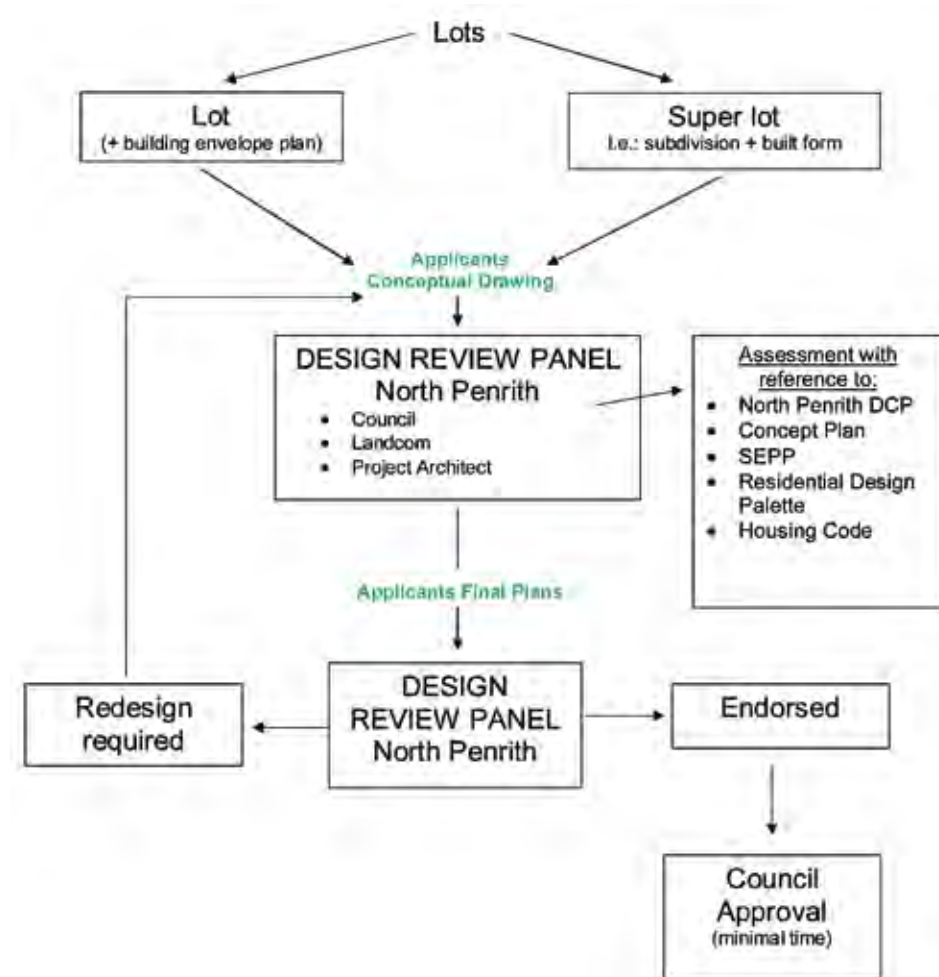 Lots
Lot
(+ building envelope plan)
Super lot
I.e.: subdivision + built form
Applicants
Conceptual Drawing
DESIGN REVIEW PANEL
North Penrith
• Council
• Landcom
• Project Architect
Assessment with
reference to:
• North Penrith DCP
• Concept Plan
• SEPP
• Residential Design
Palette
• Housing Code
Applicants Final Plans
Redesign
required
DESIGN
REVIEW PANEL
North Penrith
Endorsed
Council
Approval
(minimal time)